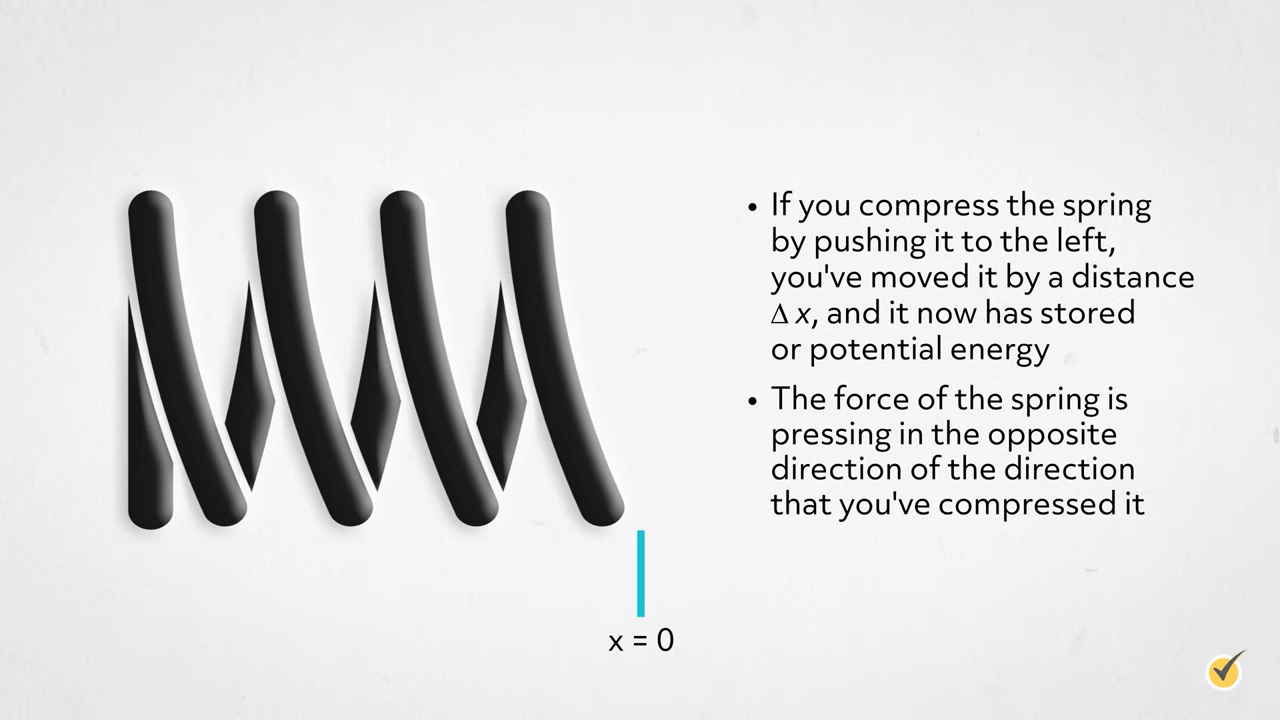 • If you compress the spring
by pushing it to the left,
you've moved it by a distance
Δ x, and it now has stored
or potential energy
• The force of the spring is
pressing in the opposite
direction of the direction
that you've compressed it
x = 0